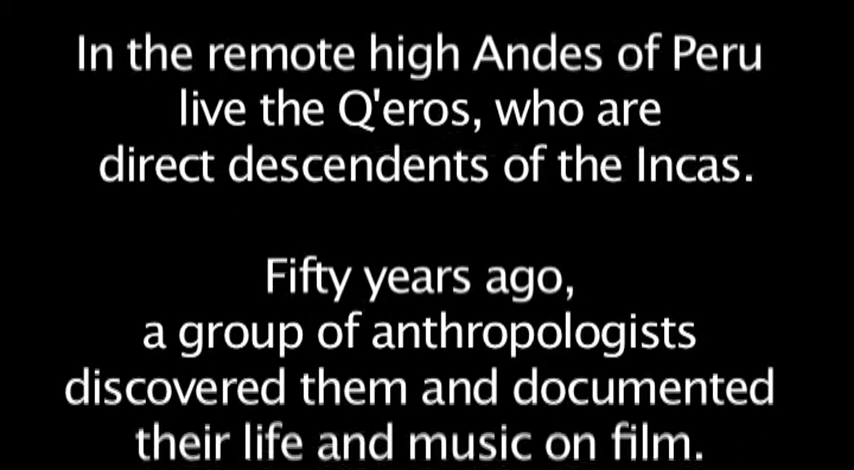 In the remote high Andes of Peru
live the Q'eros, who are
direct descendents of the Incas.
Fifty years ago,
a group of anthropologists
discovered them and documented
their life and music on film.